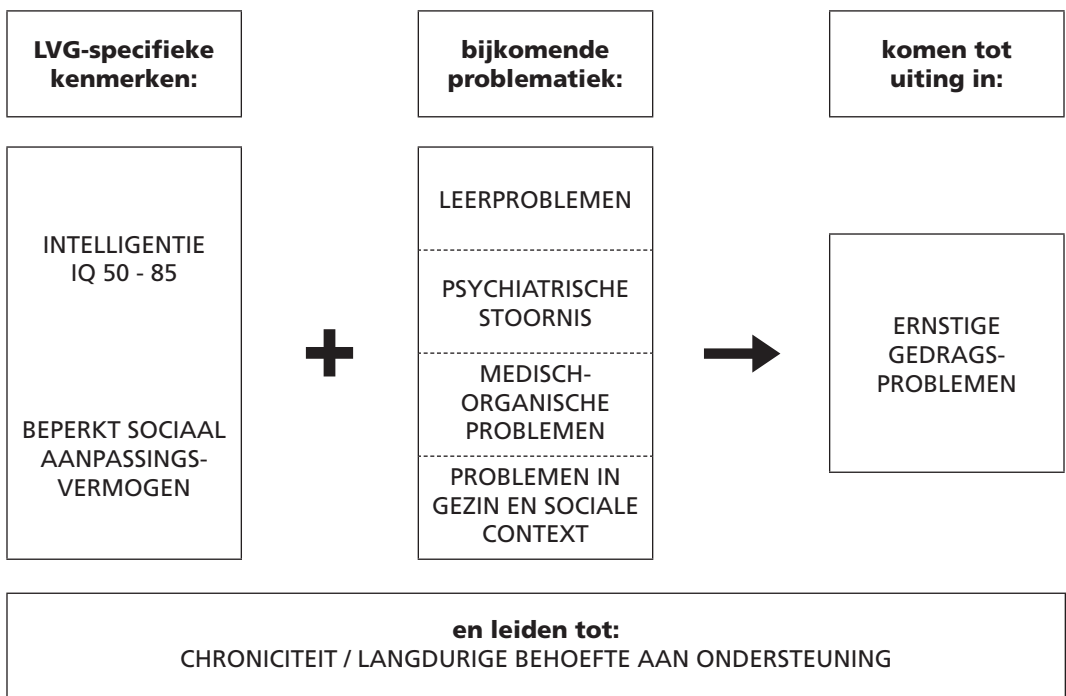 LVG-specifieke
kenmerken:
bijkomende
problematiek:
komen tot
uiting in:
INTELLIGENTIE
IQ 50 - 85
BEPERKT SOCIAAL
AANPASSINGS-
VERMOGEN
LEERPROBLEMEN
PSYCHIATRISCHE
STOORNIS
MEDISCH-
ORGANISCHE
PROBLEMEN
PROBLEMEN IN
GEZIN EN SOCIALE
CONTEXT
ERNSTIGE
GEDRAGS-
PROBLEMEN
en leiden tot:
CHRONICITEIT / LANGDURIGE BEHOEFTE AAN ONDERSTEUNING